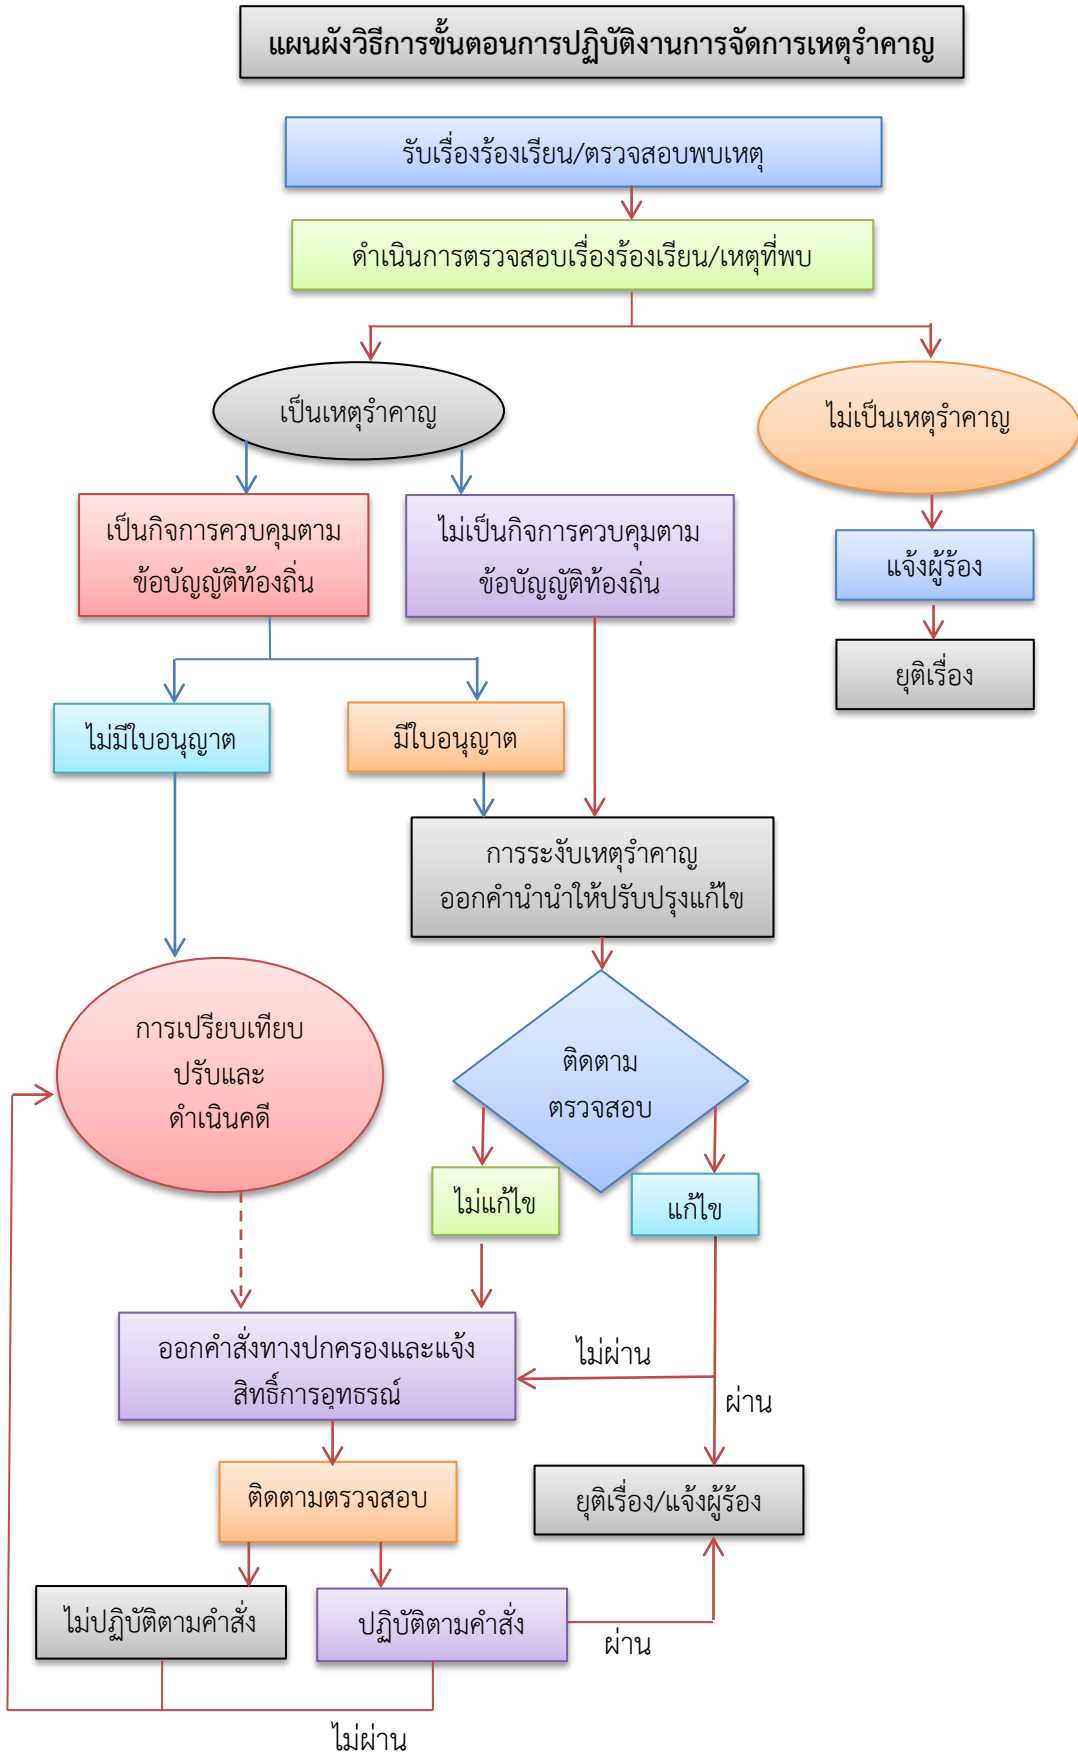 แผนผังวิธีการขั้นตอนการปฏิบัติงานการจัดการเหตุรำคาญ
รับเรื่องร้องเรียน/ตรวจสอบพบเหตุ
ดำเนินการตรวจสอบเรื่องร้องเรียน/เหตุที่พบ
เป็นเหตุรำคาญ
ไม่เป็นเหตุรำคาญ
เป็นกิจการควบคุมตาม
ข้อบัญญัติท้องถิ่น
ไม่เป็นกิจการควบคุมตาม
ข้อบัญญัติท้องถิ่น
แจ้งผู้ร้อง
ยุติเรื่อง
ไม่มีใบอนุญาต
มีใบอนุญาต
การระงับเหตุรำคาญ
ออกคำนำนำให้ปรับปรุงแก้ไข
การเปรียบเทียบ
ปรับและ
ดำเนินคดี
ติดตาม
ตรวจสอบ
ไม่แก้ไข
แก้ไข
ออกคำสั่งทางปกครองและแจ้ง
สิทธิ์การอุทธรณ์
ไม่ผ่าน
ผ่าน
ติดตามตรวจสอบ
ยุติเรื่อง/แจ้งผู้ร้อง
ไม่ปฏิบัติตามคำสั่ง
ปฏิบัติตามคำสั่ง
ผ่าน
ไม่ผ่าน